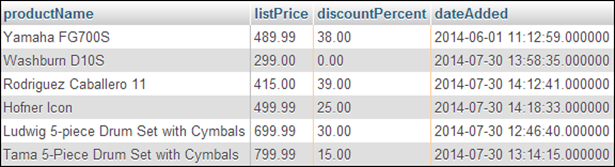 productName listPrice discountPercent dateAdded
Yamaha FG700S 489.99 38.00 2014-06-01 11:12:59.000000
Washburn D10S 299.00 0.00 2014-07-30 13:58:35.000000
Rodriguez Caballero 11 415.00 39.00 2014-07-30 14:12:41.000000
Hofner Icon 499.99 25.00 2014-07-30 14:18:33.000000
Ludwig 5-piece Drum Set with Cymbals 699.99 30.00 2014-07-30 12:46:40.000000
Tama 5-Piece Drum Set with Cymbals 799.99 15.00 2014-07-30 13:14:15.000000